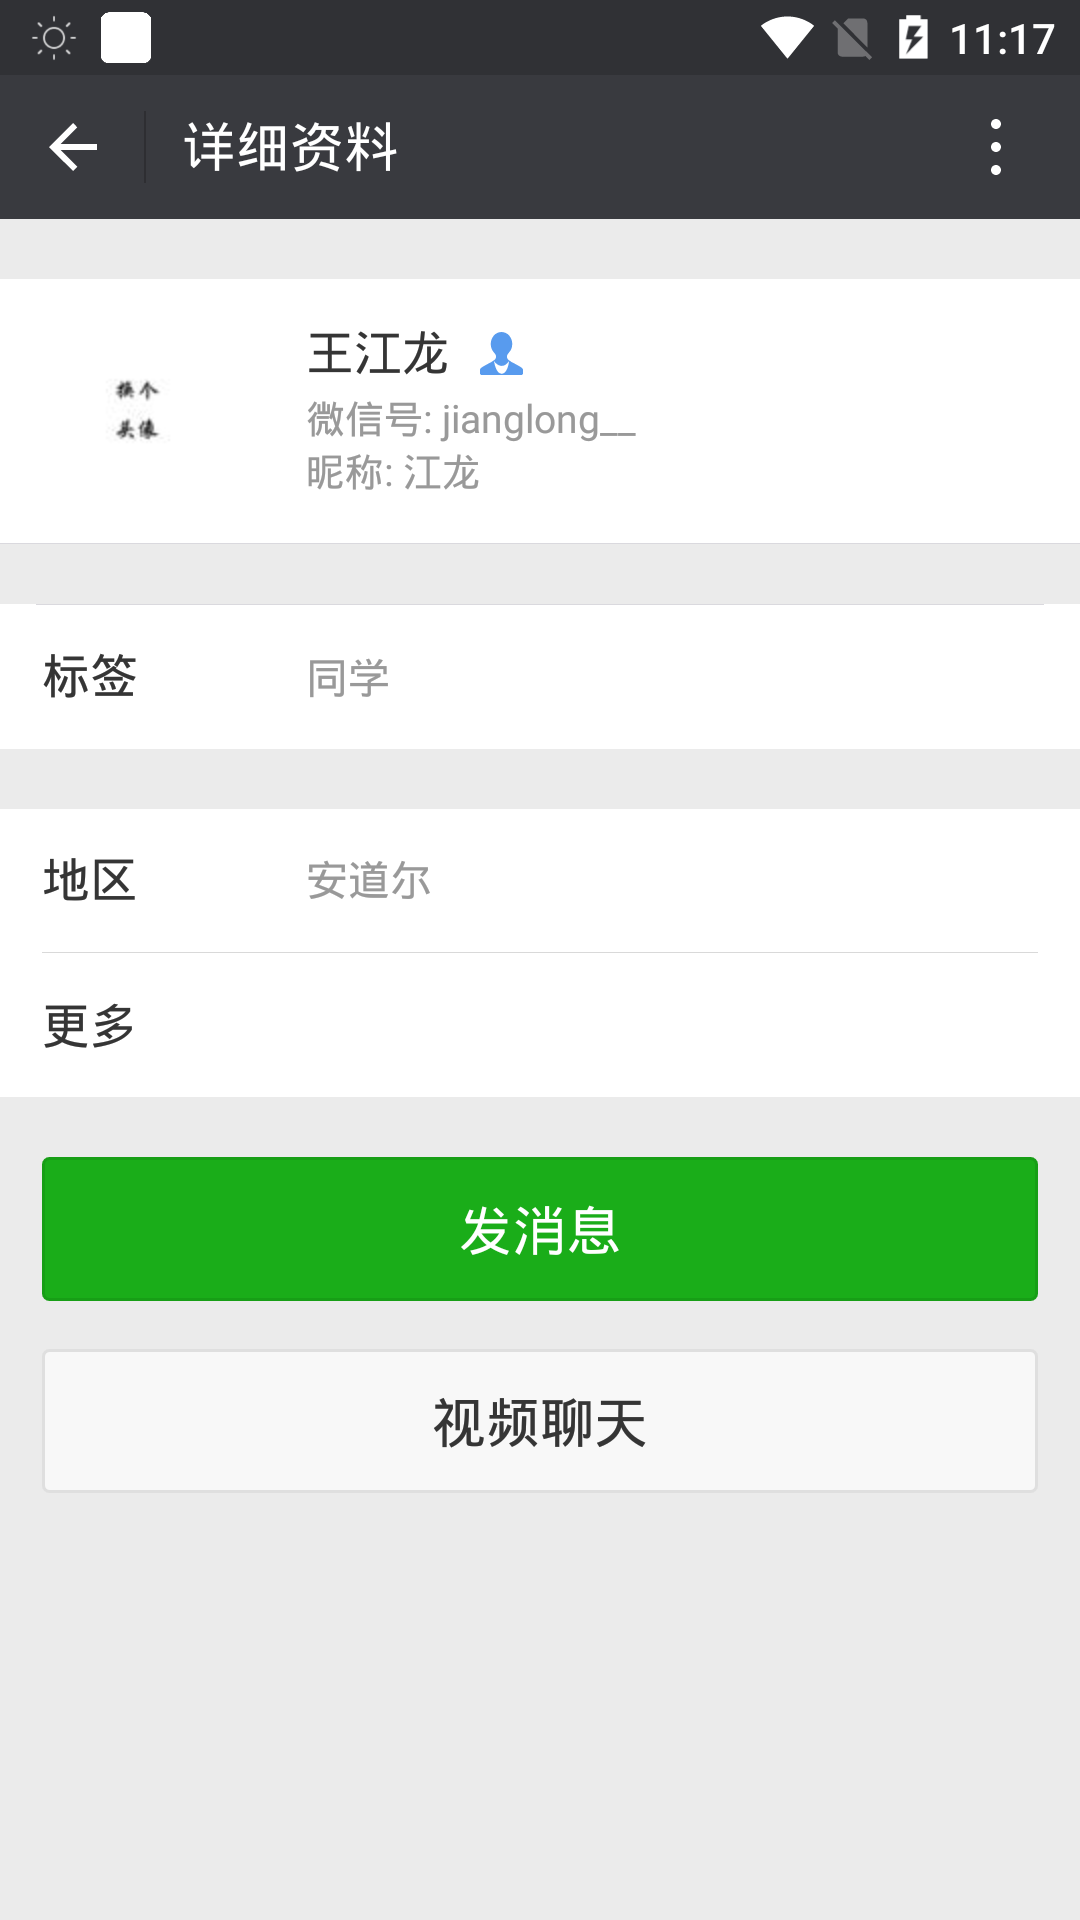 11:17
详细资料
换个
头像
王江龙
微信号: jianglong__
昵称: 江龙
标签 同学
地区 安道尔
更多
发消息
视频聊天